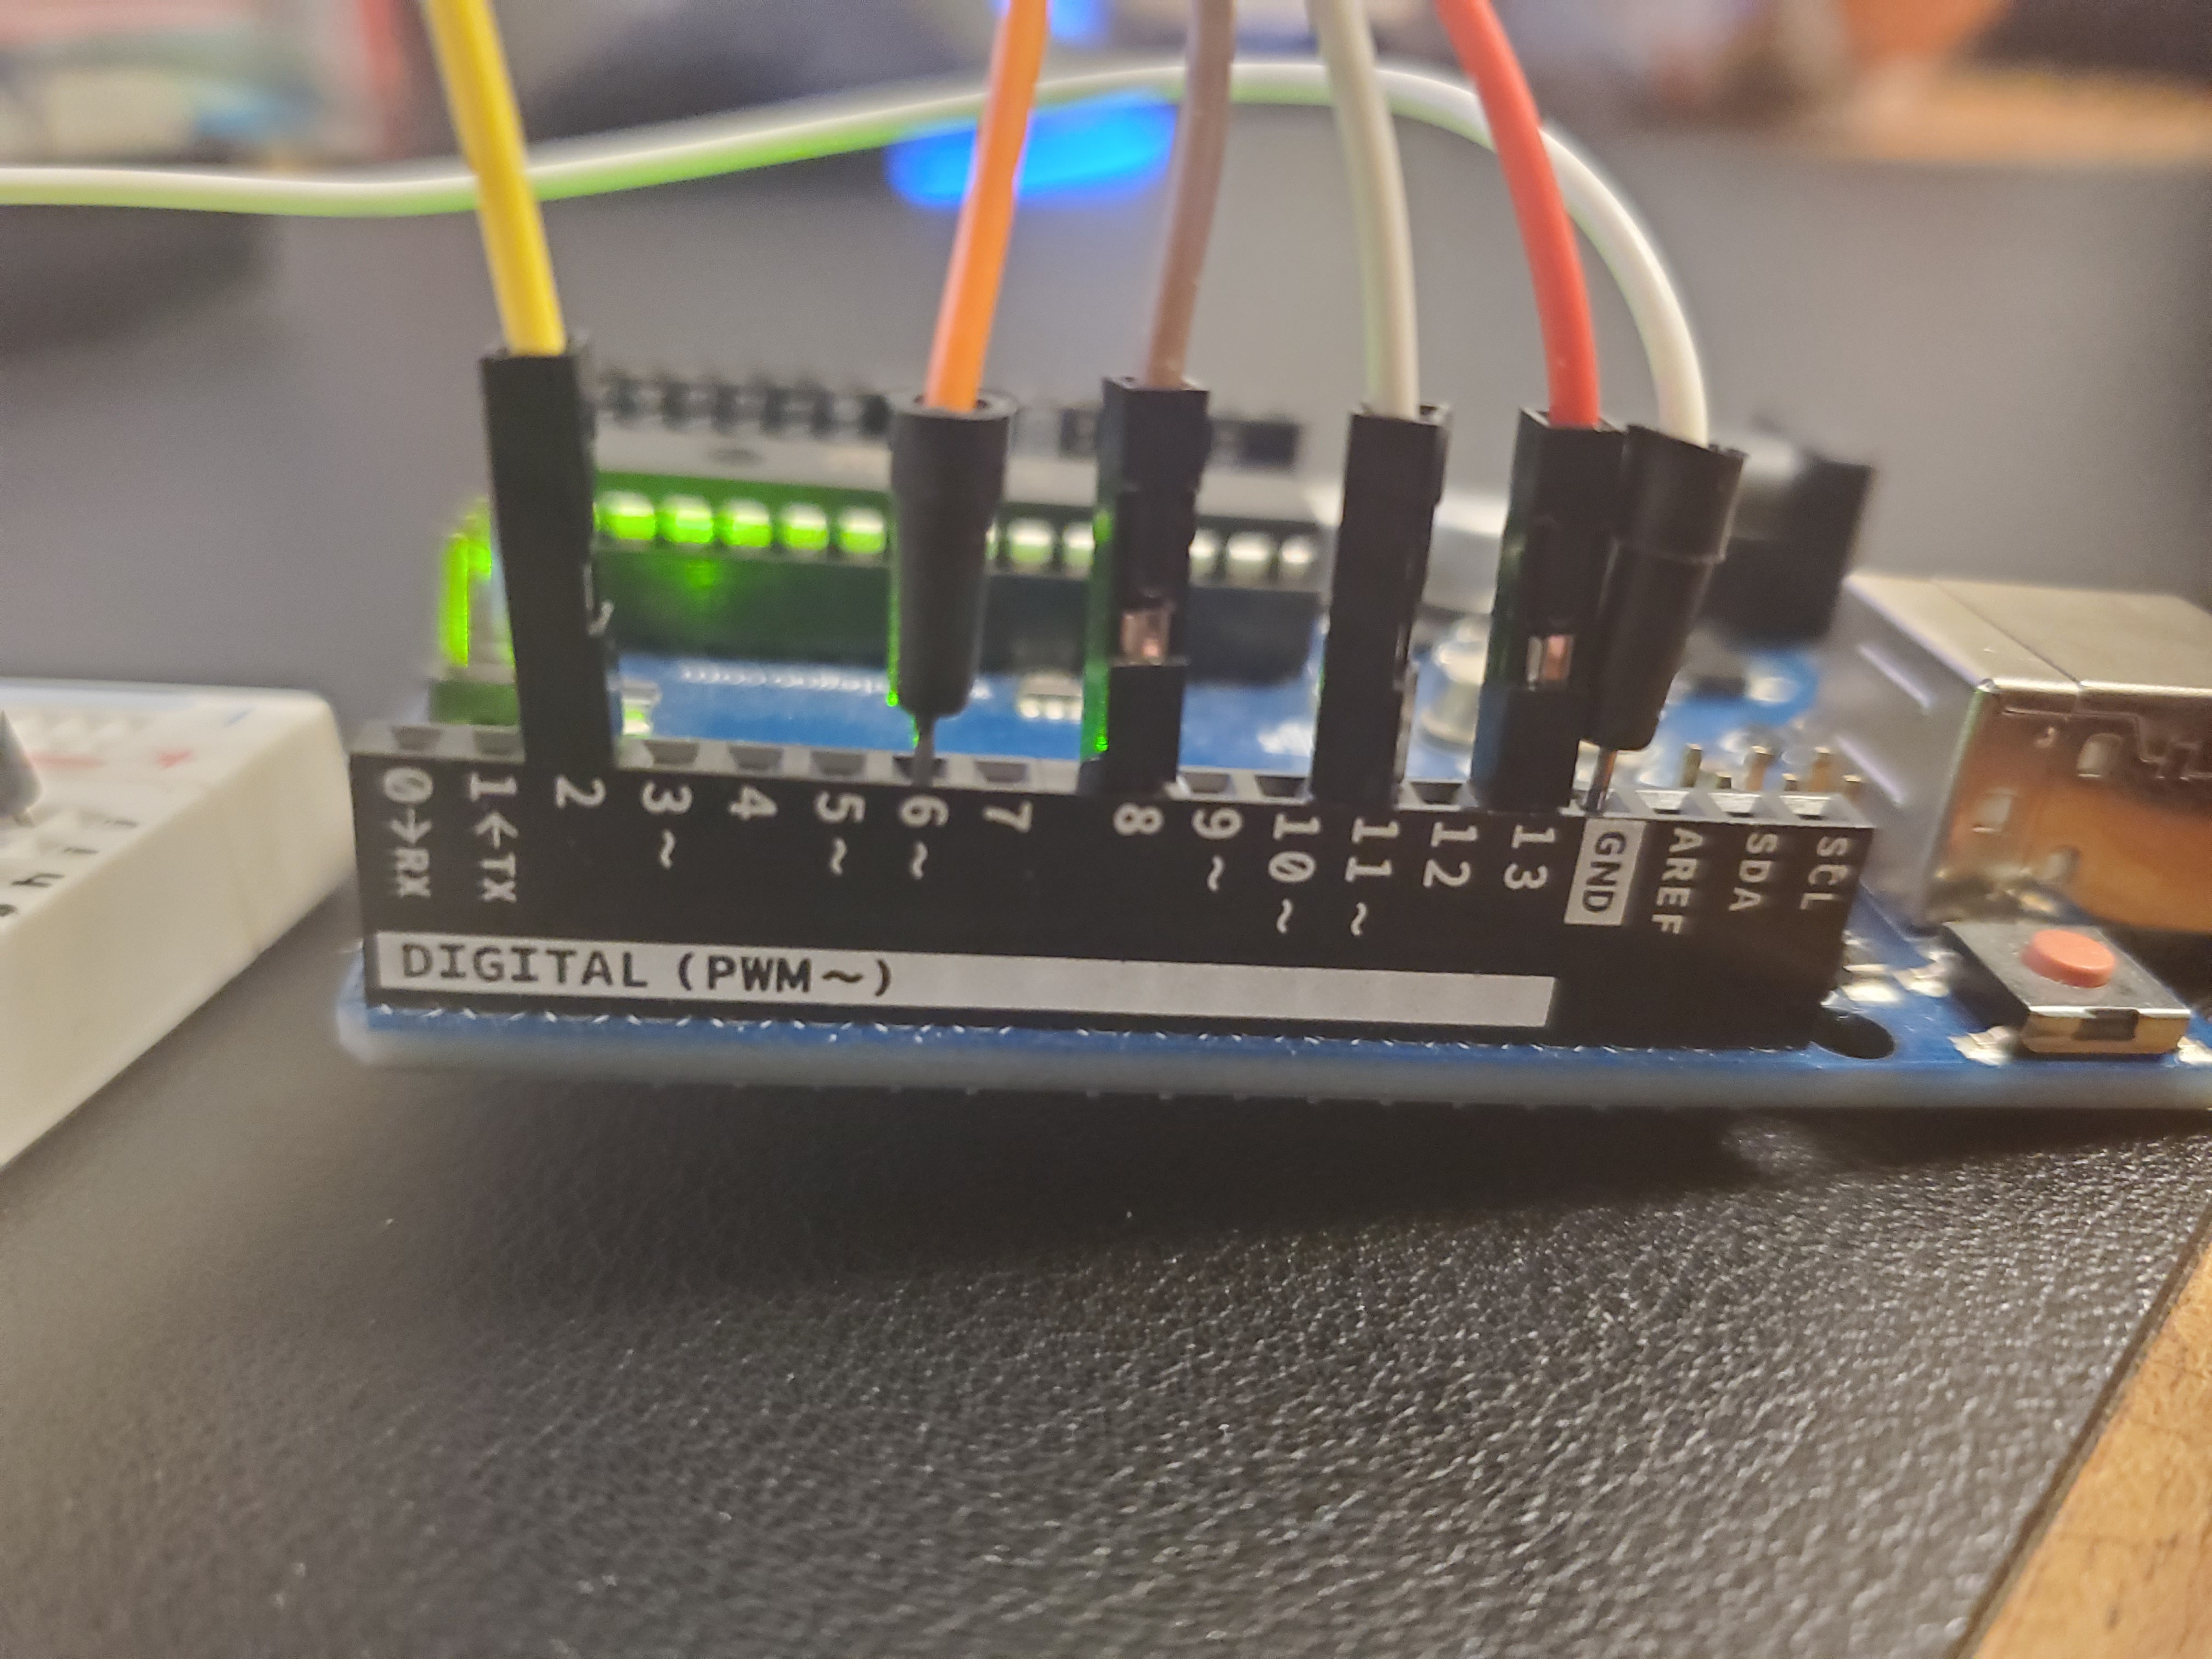 0→RX
1←TX
2
3~
4
5~
6~
7
8
9~
10~
11~
12
13
GND
AREF
SDA
SCL
DIGITAL (PWM~)